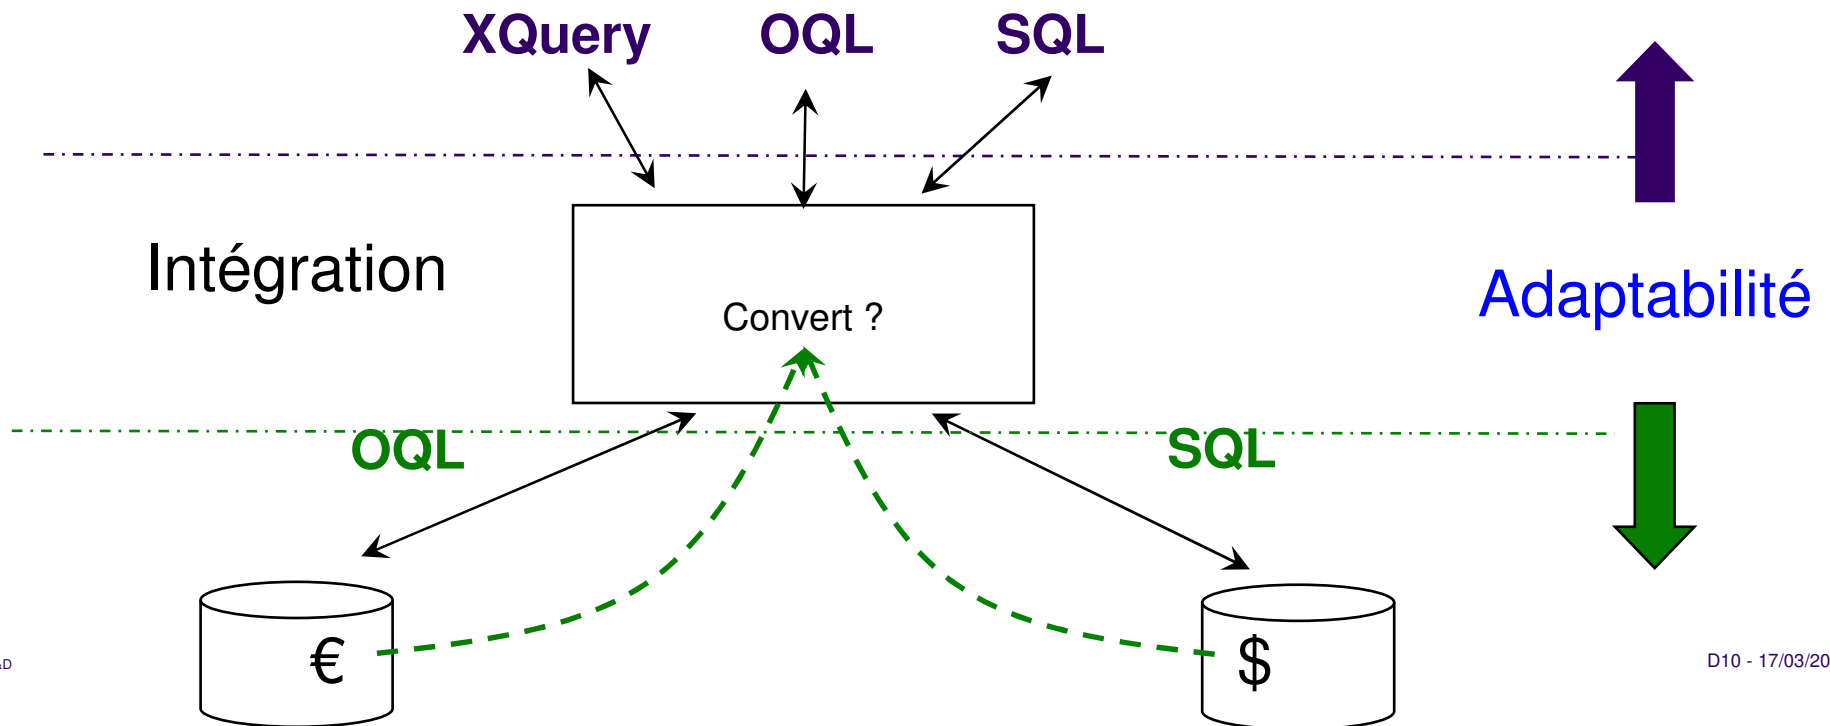 XQuery OQL SQL
Intégration
Convert ?
Adaptabilité
OQL SQL
€ $
D10 - 17/03/20